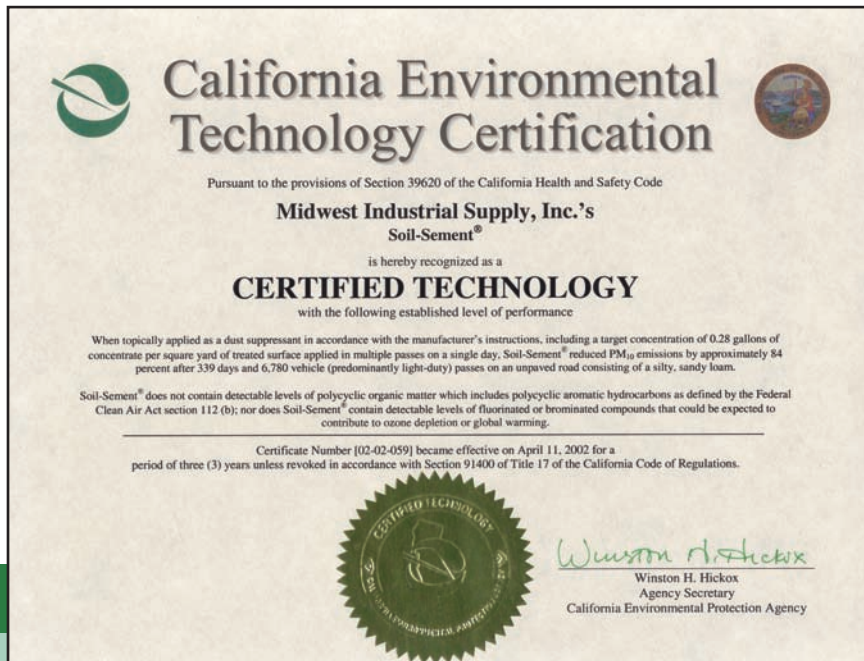 California Environmental
Technology Certification
Pursuant to the provisions of Section 39620 of the California Health and Safety Code
Midwest Industrial Supply, Inc.'s
Soil-Sement®
is hereby recognized as a
CERTIFIED TECHNOLOGY
with the following established level of performance
When topically applied as a dust suppressant in accordance with the manufacturer's instructions, including a target concentration of 0.28 gallons of
concentrate per square yard of treated surface applied in multiple passes on a single day, Soil-Sement® reduced PM₁₀ emissions by approximately 84
percent after 339 days and 6,780 vehicle (predominantly light-duty) passes on an unpaved road consisting of a silty, sandy loam.
Soil-Sement® does not contain detectable levels of polycyclic organic matter which includes polycyclic aromatic hydrocarbons as defined by the Federal
Clean Air Act section 112 (b); nor does Soil-Sement® contain detectable levels of fluorinated or brominated compounds that could be expected to
contribute to ozone depletion or global warming.
Certificate Number [02-02-059] became effective on April 11, 2002 for a
period of three (3) years unless revoked in accordance with Section 91400 of Title 17 of the California Code of Regulations.
CERTIFIED TECHNOLOGY
Winston H. Hickox
Winston H. Hickox
Agency Secretary
California Environmental Protection Agency